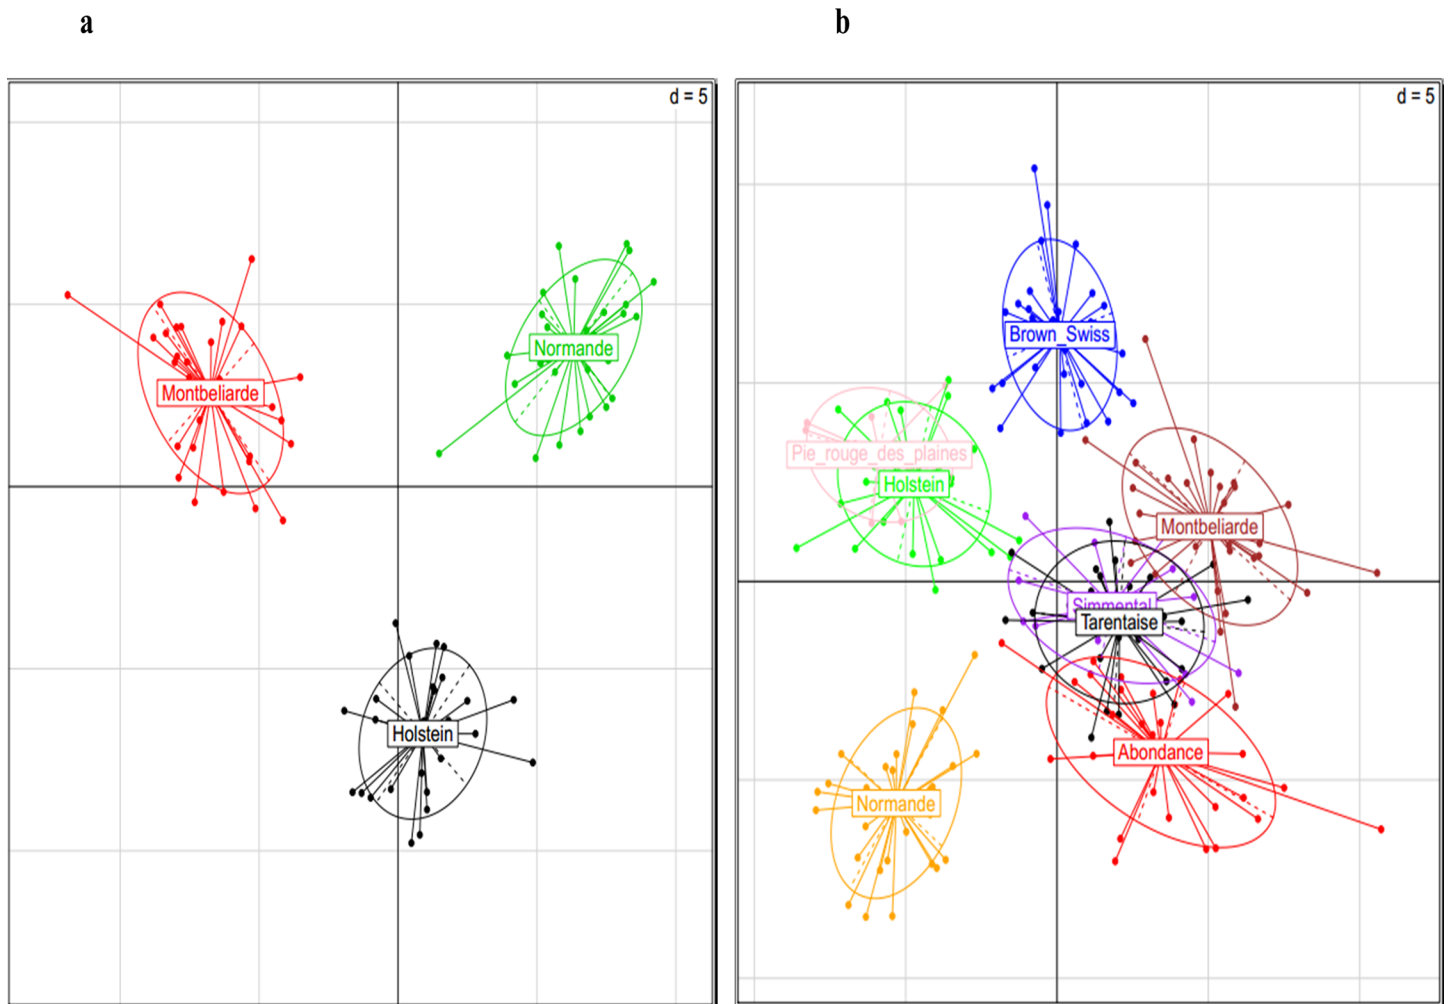 a
b
d = 5
Normande
Montbeliarde
Holstein
d = 5
Brown_Swiss
Pie_rouge_des_plaines
Holstein
Montbeliarde
Simmental
Tarentaise
Abondance
Normande